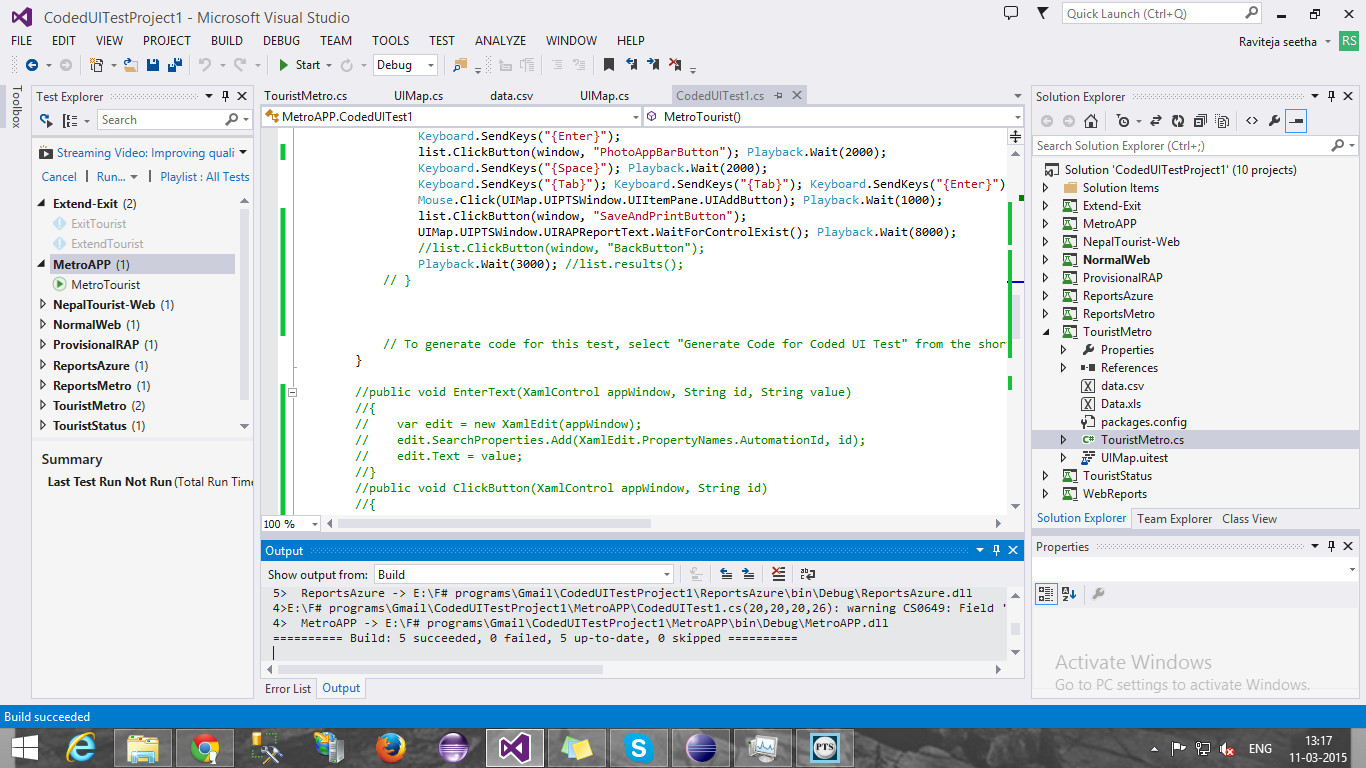 CodedUITestProject1 - Microsoft Visual Studio
Quick Launch (Ctrl+Q)
FILE EDIT VIEW PROJECT BUILD DEBUG TEAM TOOLS TEST ANALYZE WINDOW HELP
Raviteja seetha RS
Start Debug
Toolbox
Test Explorer
Search
Streaming Video: Improving quali
Cancel Run... Playlist : All Tests
Extend-Exit (2)
ExitTourist
ExtendTourist
MetroAPP (1)
MetroTourist
NepalTourist-Web (1)
NormalWeb (1)
ProvisionalRAP (1)
ReportsAzure (1)
ReportsMetro (1)
TouristMetro (2)
TouristStatus (1)
Summary
Last Test Run Not Run (Total Run Time
TouristMetro.cs UIMap.cs data.csv UIMap.cs CodedUITest1.cs
MetroAPP.CodedUITest1 MetroTourist()
Keyboard.SendKeys("{Enter}");
list.ClickButton(window, "PhotoAppBarButton"); Playback.Wait(2000);
Keyboard.SendKeys("{Space}"); Playback.Wait(2000);
Keyboard.SendKeys("{Tab}"); Keyboard.SendKeys("{Tab}"); Keyboard.SendKeys("{Enter}")
Mouse.Click(UIMap.UIPTSWindow.UIItemPane.UIAddButton); Playback.Wait(1000);
list.ClickButton(window, "SaveAndPrintButton");
UIMap.UIPTSWindow.UIRAPReportText.WaitForControlExist(); Playback.Wait(8000);
//list.ClickButton(window, "BackButton");
Playback.Wait(3000); //list.results();
// }
// To generate code for this test, select "Generate Code for Coded UI Test" from the shor
}
//public void EnterText(XamlControl appWindow, String id, String value)
//{
// var edit = new XamlEdit(appWindow);
// edit.SearchProperties.Add(XamlEdit.PropertyNames.AutomationId, id);
// edit.Text = value;
//}
//public void ClickButton(XamlControl appWindow, String id)
//{
100 %
Output
Show output from: Build
5> ReportsAzure -> E:\F# programs\Gmail\CodedUITestProject1\ReportsAzure\bin\Debug\ReportsAzure.dll
4>E:\F# programs\Gmail\CodedUITestProject1\MetroAPP\CodedUITest1.cs(20,20,20,26): warning CS0649: Field '
4> MetroAPP -> E:\F# programs\Gmail\CodedUITestProject1\MetroAPP\bin\Debug\MetroAPP.dll
========== Build: 5 succeeded, 0 failed, 5 up-to-date, 0 skipped ==========
Error List Output
Solution Explorer
Search Solution Explorer (Ctrl+;)
Solution 'CodedUITestProject1' (10 projects)
Solution Items
Extend-Exit
MetroAPP
NepalTourist-Web
NormalWeb
ProvisionalRAP
ReportsAzure
ReportsMetro
TouristMetro
Properties
References
data.csv
Data.xls
packages.config
C# TouristMetro.cs
UIMap.uitest
TouristStatus
WebReports
Solution Explorer Team Explorer Class View
Properties
Activate Windows
Go to PC settings to activate Windows.
Build succeeded
PTS
ENG
13:17
11-03-2015